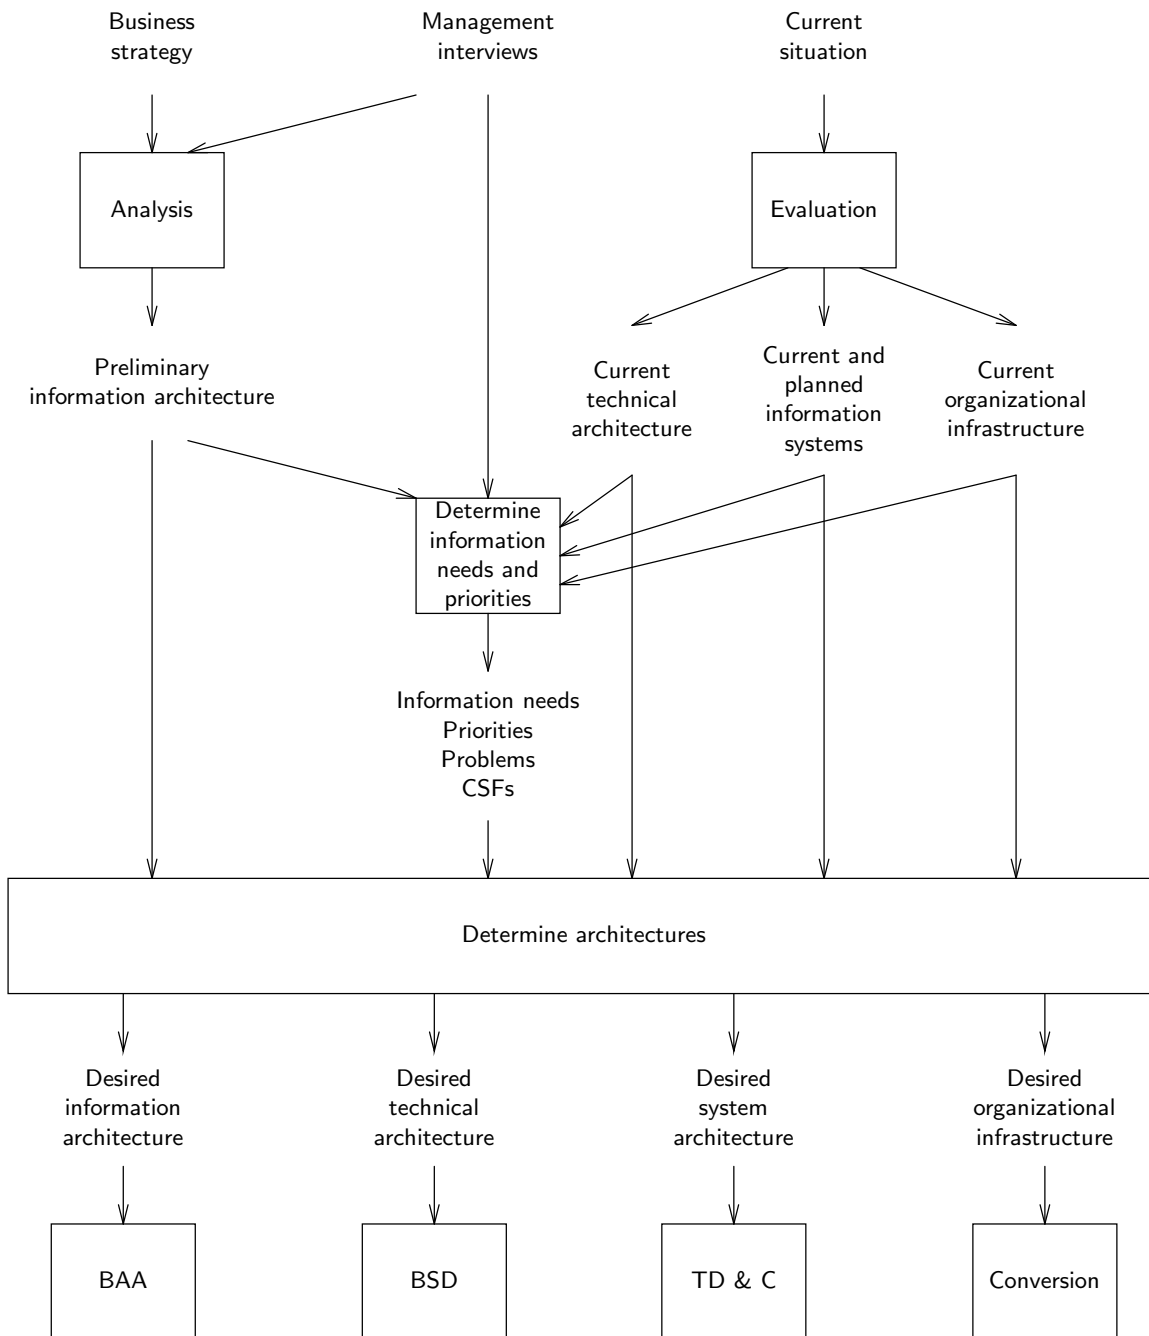 Business
strategy
Management
interviews
Current
situation
Analysis
Evaluation
Preliminary
information architecture
Current
technical
architecture
Current and
planned
information
systems
Current
organizational
infrastructure
Determine
information
needs and
priorities
Information needs
Priorities
Problems
CSFs
Determine architectures
Desired
information
architecture
Desired
technical
architecture
Desired
system
architecture
Desired
organizational
infrastructure
BAA
BSD
TD & C
Conversion